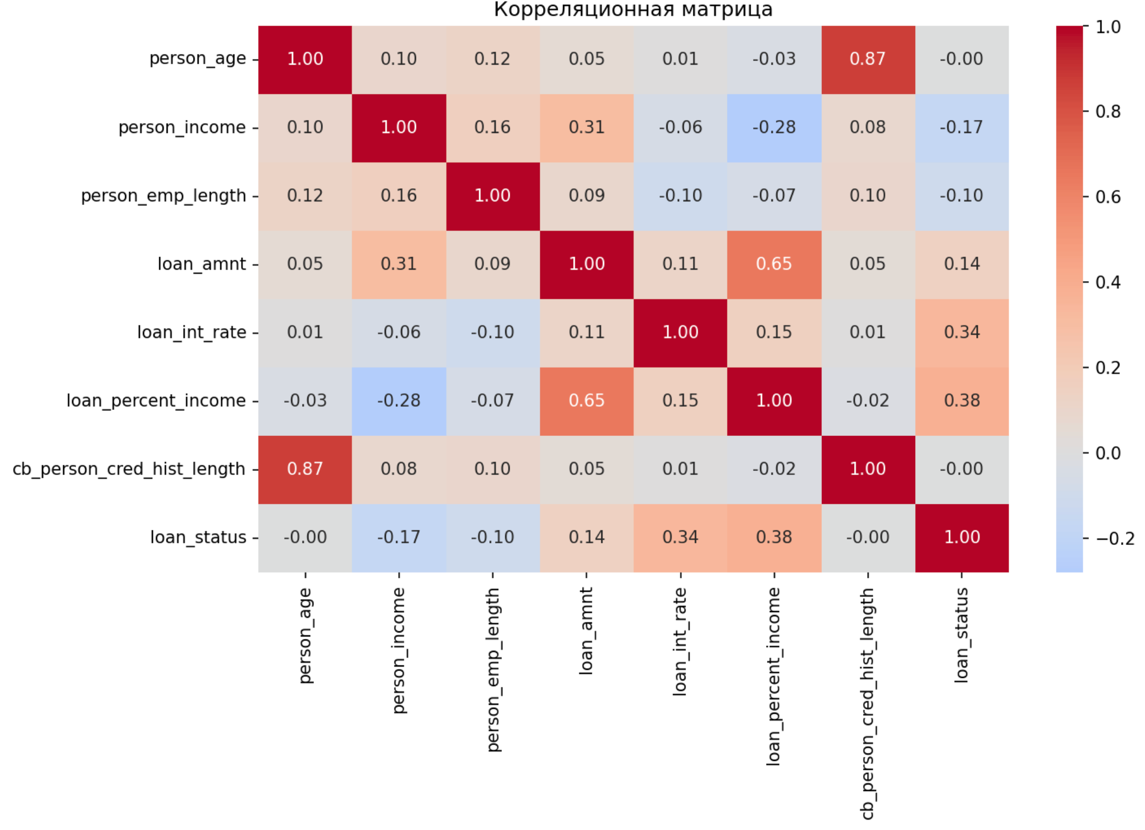 Корреляционная матрица
person_age 1.00 0.10 0.12 0.05 0.01 -0.03 0.87 -0.00
person_income 0.10 1.00 0.16 0.31 -0.06 -0.28 0.08 -0.17
person_emp_length 0.12 0.16 1.00 0.09 -0.10 -0.07 0.10 -0.10
loan_amnt 0.05 0.31 0.09 1.00 0.11 0.65 0.05 0.14
loan_int_rate 0.01 -0.06 -0.10 0.11 1.00 0.15 0.01 0.34
loan_percent_income -0.03 -0.28 -0.07 0.65 0.15 1.00 -0.02 0.38
cb_person_cred_hist_length 0.87 0.08 0.10 0.05 0.01 -0.02 1.00 -0.00
loan_status -0.00 -0.17 -0.10 0.14 0.34 0.38 -0.00 1.00
person_age
person_income
person_emp_length
loan_amnt
loan_int_rate
loan_percent_income
cb_person_cred_hist_length
loan_status
1.0
0.8
0.6
0.4
0.2
0.0
−0.2